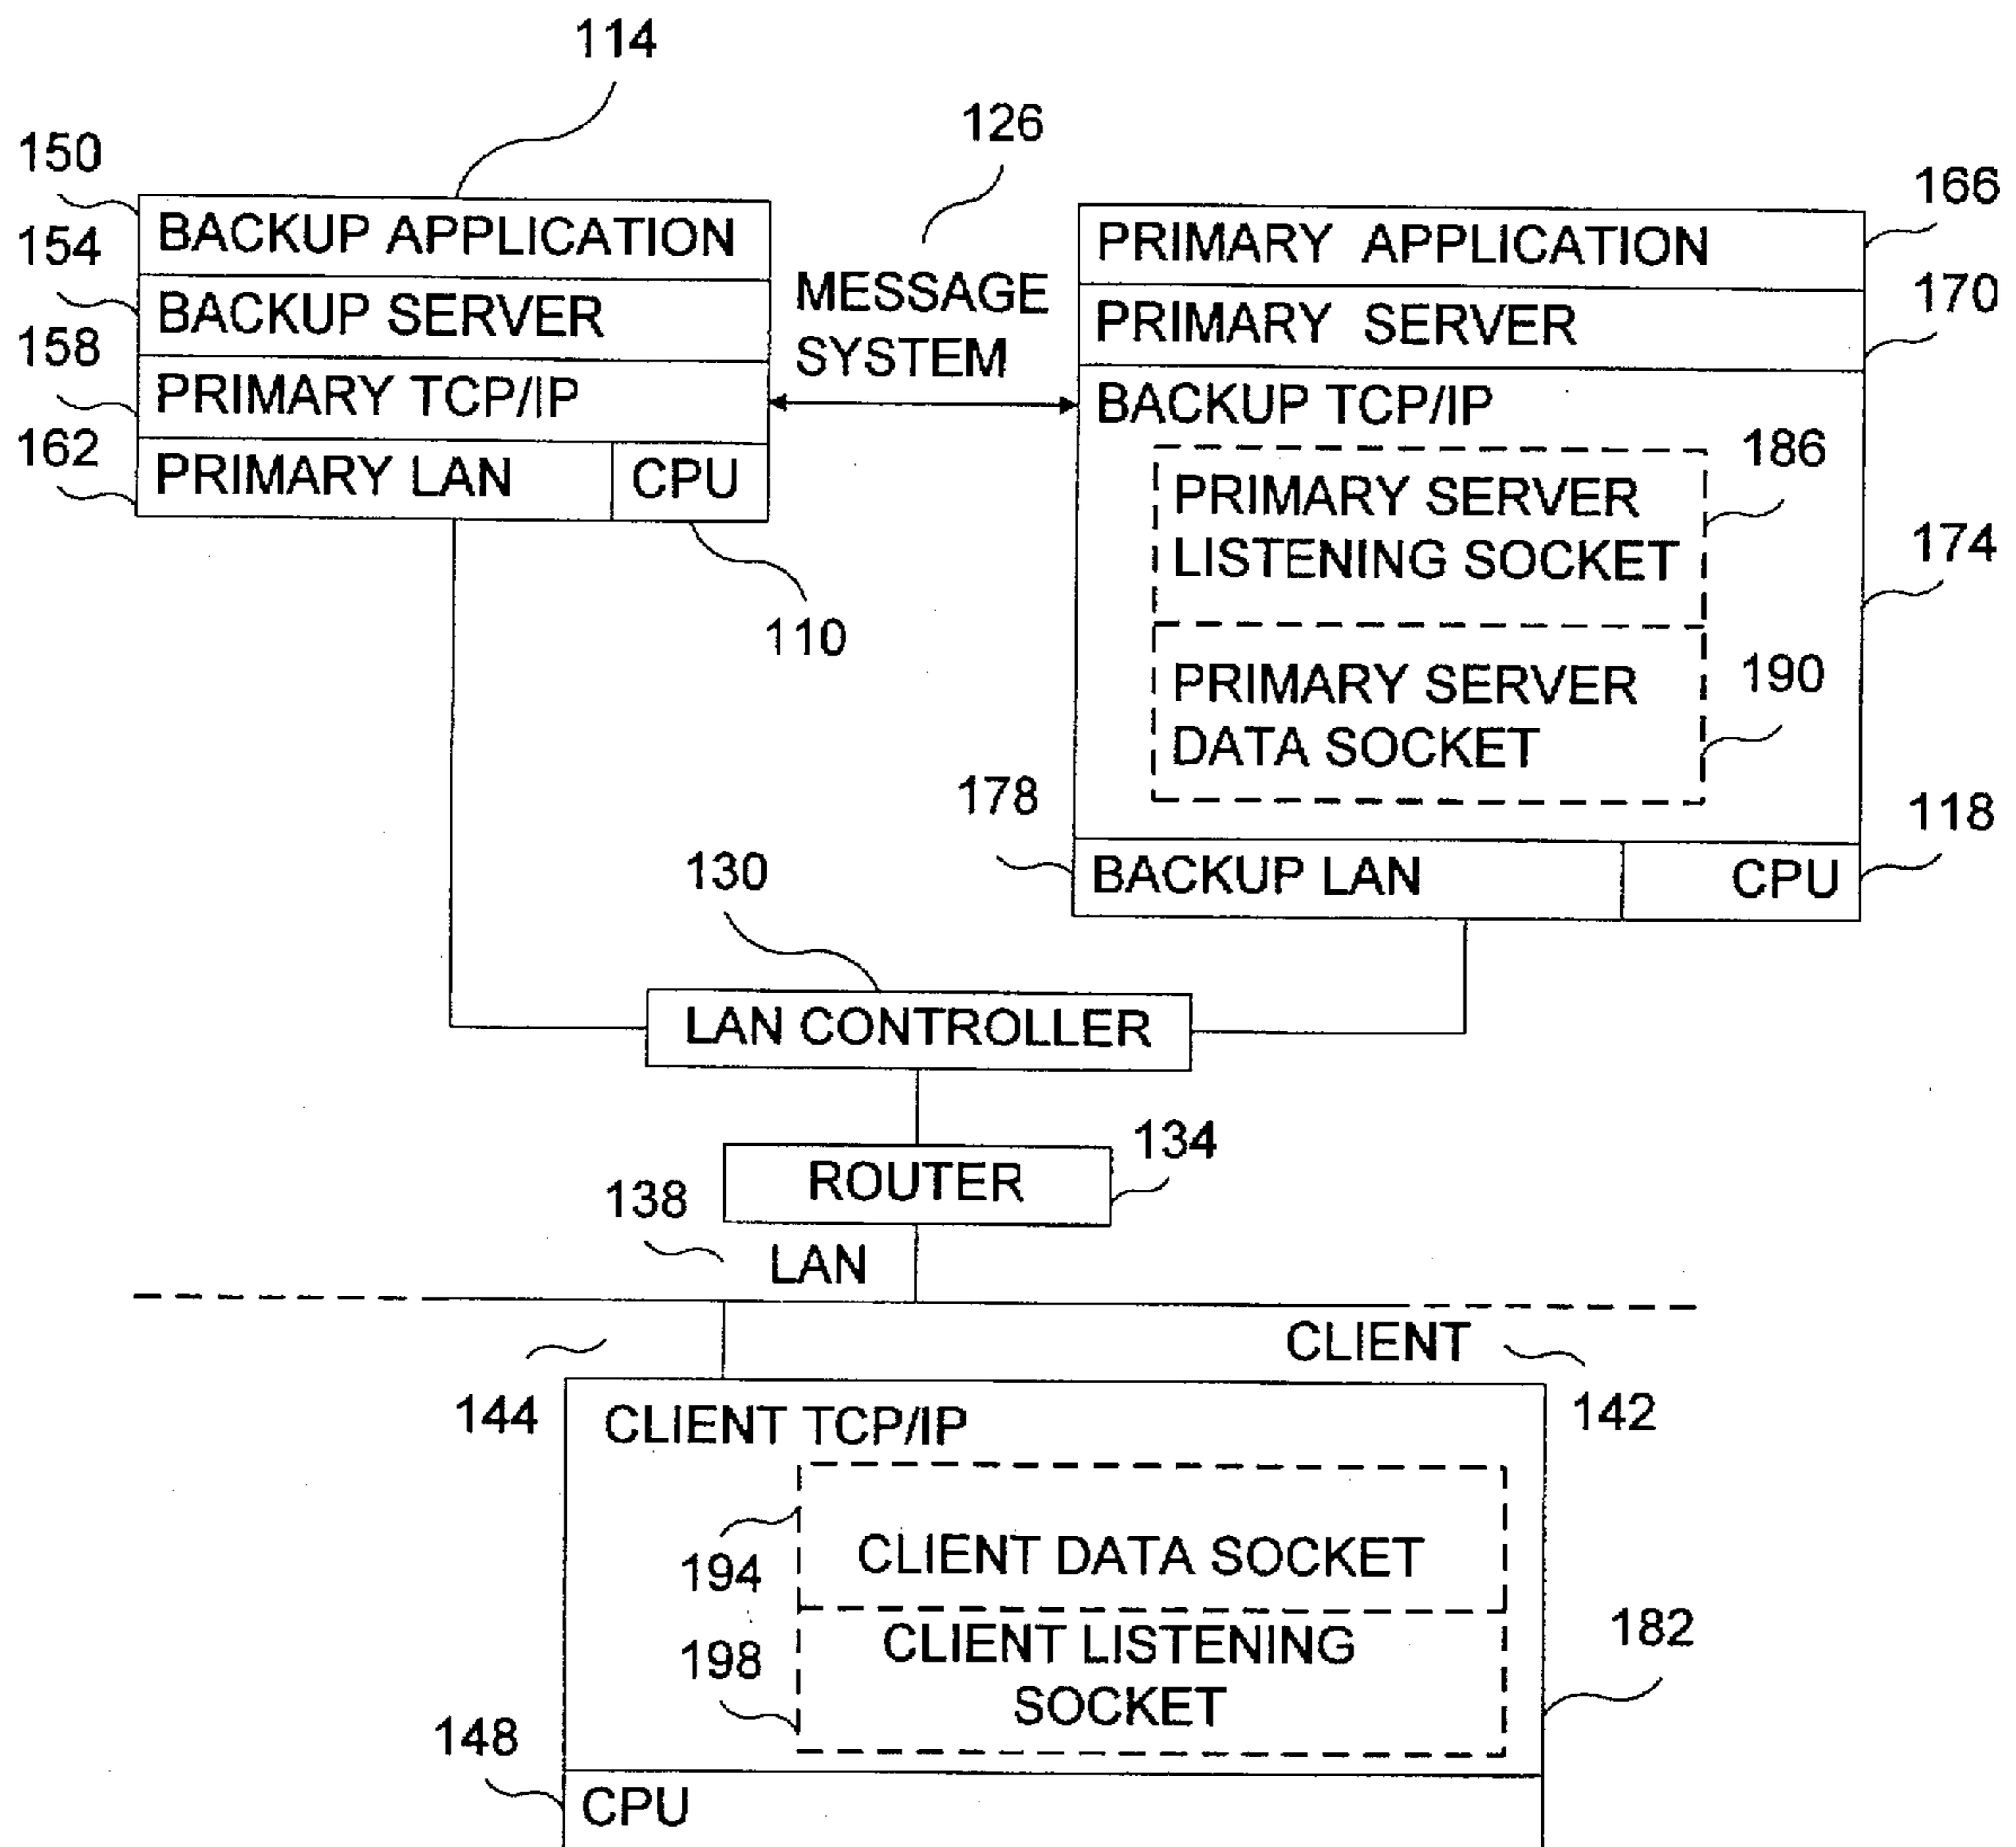 114
126
150
166
BACKUP APPLICATION
PRIMARY APPLICATION
154
170
BACKUP SERVER
MESSAGE
SYSTEM
PRIMARY SERVER
158
PRIMARY TCP/IP
BACKUP TCP/IP
162
186
PRIMARY LAN
CPU
PRIMARY SERVER
LISTENING SOCKET
174
110
190
PRIMARY SERVER
DATA SOCKET
178
118
BACKUP LAN
CPU
130
LAN CONTROLLER
134
ROUTER
138
LAN
CLIENT
144
142
CLIENT TCP/IP
194
CLIENT DATA SOCKET
182
198
CLIENT LISTENING
SOCKET
148
CPU